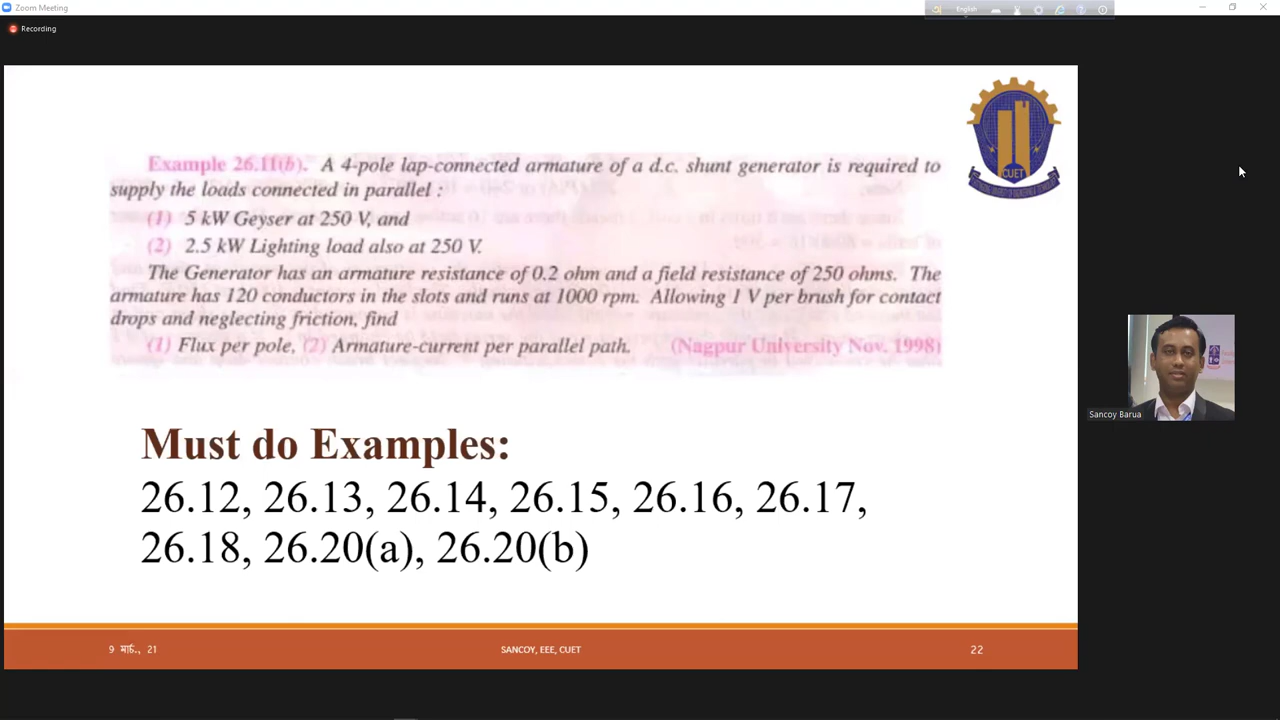 Zoom Meeting
English
Recording
CUET
Example 26.11(b). A 4-pole lap-connected armature of a d.c. shunt generator is required to
supply the loads connected in parallel :
(1) 5 kW Geyser at 250 V, and
(2) 2.5 kW Lighting load also at 250 V.
The Generator has an armature resistance of 0.2 ohm and a field resistance of 250 ohms. The
armature has 120 conductors in the slots and runs at 1000 rpm. Allowing 1 V per brush for contact
drops and neglecting friction, find
(1) Flux per pole, (2) Armature-current per parallel path. (Nagpur University Nov. 1998)
Sancoy Barua
Must do Examples:
26.12, 26.13, 26.14, 26.15, 26.16, 26.17,
26.18, 26.20(a), 26.20(b)
9 মার্চ., 21 SANCOY, EEE, CUET 22